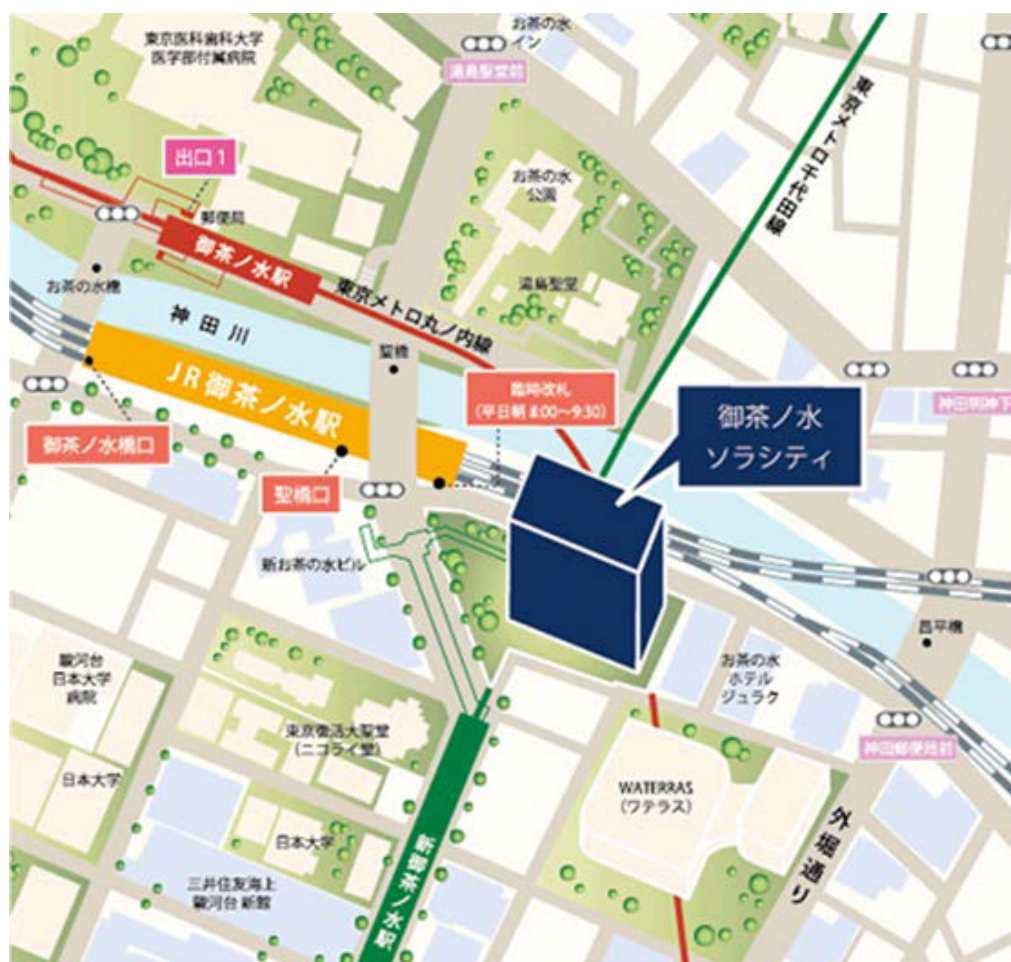 お茶の水
イン
東京医科歯科大学
医学部付属病院
湯島聖堂前
東京メトロ千代田線
出口1
お茶の水
公園
郵便局
御茶ノ水駅
湯島聖堂
お茶の水橋
東京メトロ丸ノ内線
神田川
聖橋
JR御茶ノ水駅
臨時改札
(平日朝 8:00〜9:30)
御茶ノ水
ソラシティ
神田明神下
御茶ノ水橋口
聖橋口
新お茶の水ビル
昌平橋
駿河台
日本大学
病院
お茶の水
ホテル
ジュラク
東京復活大聖堂
(ニコライ堂)
神田郵便局前
日本大学
WATERRAS
(ワテラス)
外堀通り
日本大学
新御茶ノ水駅
三井住友海上
駿河台 新館